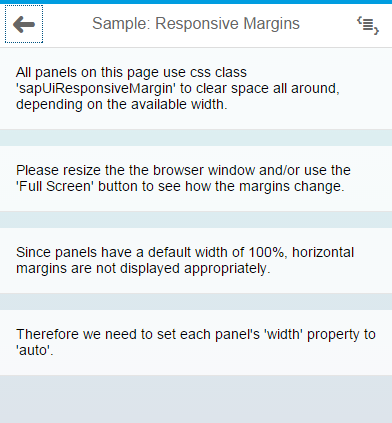 Sample: Responsive Margins
All panels on this page use css class
'sapUiResponsiveMargin' to clear space all around,
depending on the available width.
Please resize the the browser window and/or use the
'Full Screen' button to see how the margins change.
Since panels have a default width of 100%, horizontal
margins are not displayed appropriately.
Therefore we need to set each panel's 'width' property to
'auto'.